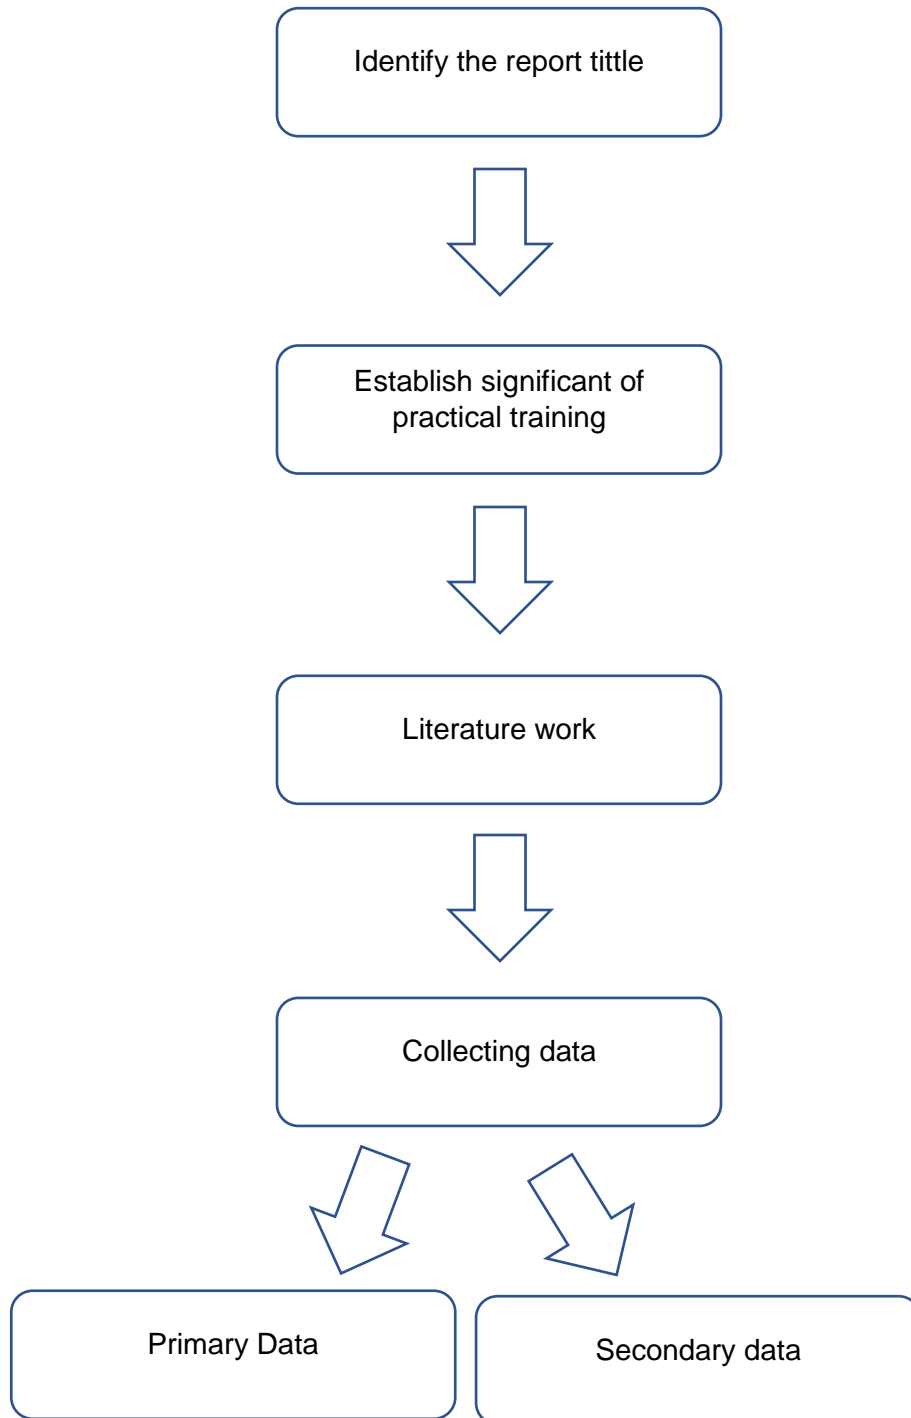 Identify the report tittle
Establish significant of
practical training
Literature work
Collecting data
Primary Data
Secondary data